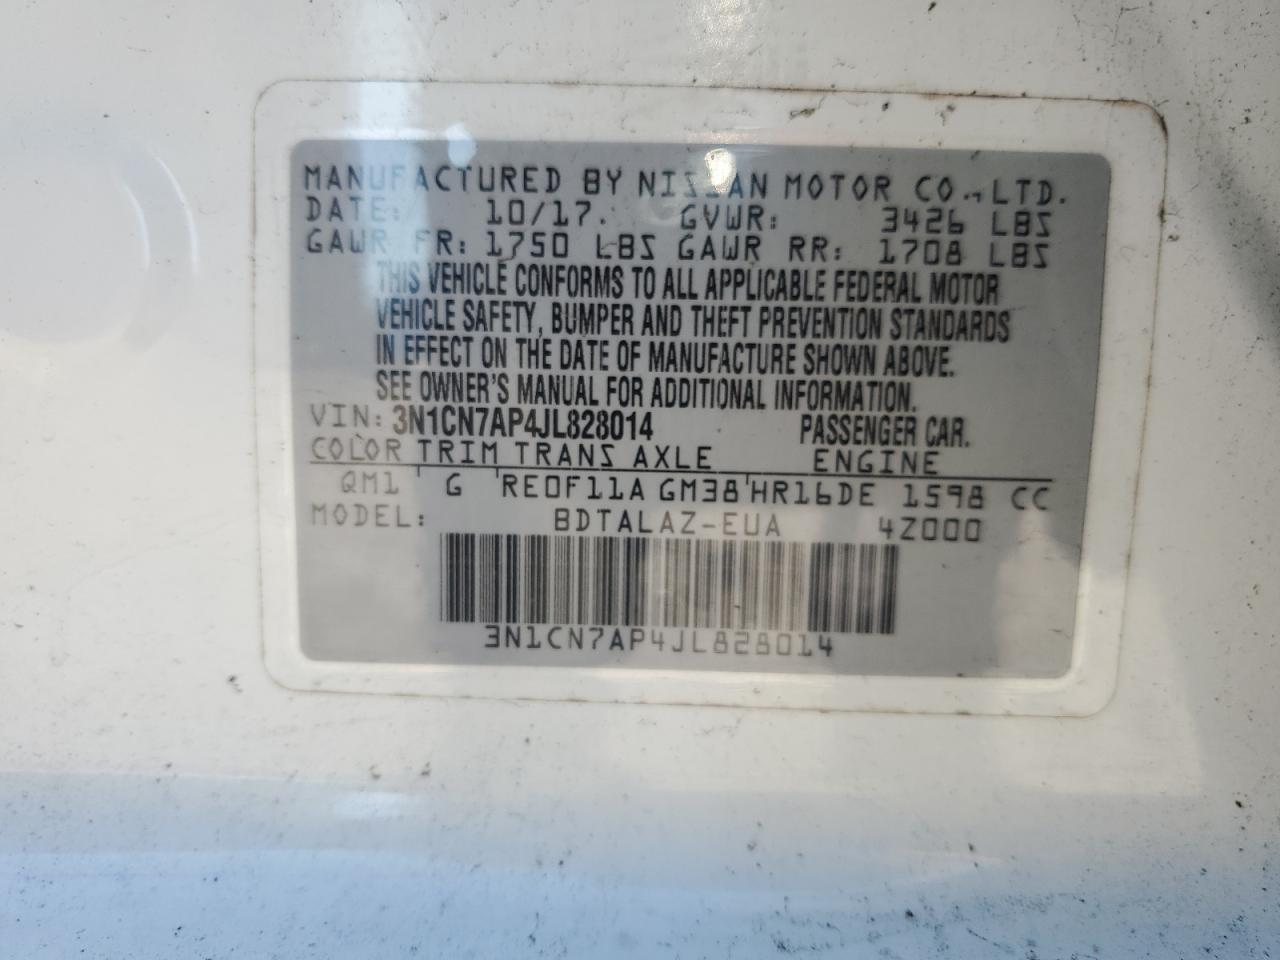 MANUFACTURED BY NISSAN MOTOR CO., LTD.
DATE: 10/17. GVWR: 3426 LBS
GAWR FR: 1750 LBS GAWR RR: 1708 LBS
THIS VEHICLE CONFORMS TO ALL APPLICABLE FEDERAL MOTOR
VEHICLE SAFETY, BUMPER AND THEFT PREVENTION STANDARDS
IN EFFECT ON THE DATE OF MANUFACTURE SHOWN ABOVE.
SEE OWNER'S MANUAL FOR ADDITIONAL INFORMATION.
VIN: 3N1CN7AP4JL828014 PASSENGER CAR.
COLOR TRIM TRANS AXLE ENGINE
QM1 G RE0F11A GM38 HR16DE 1598 CC
MODEL: BDTALAZ-EUA 4Z000
3N1CN7AP4JL828014